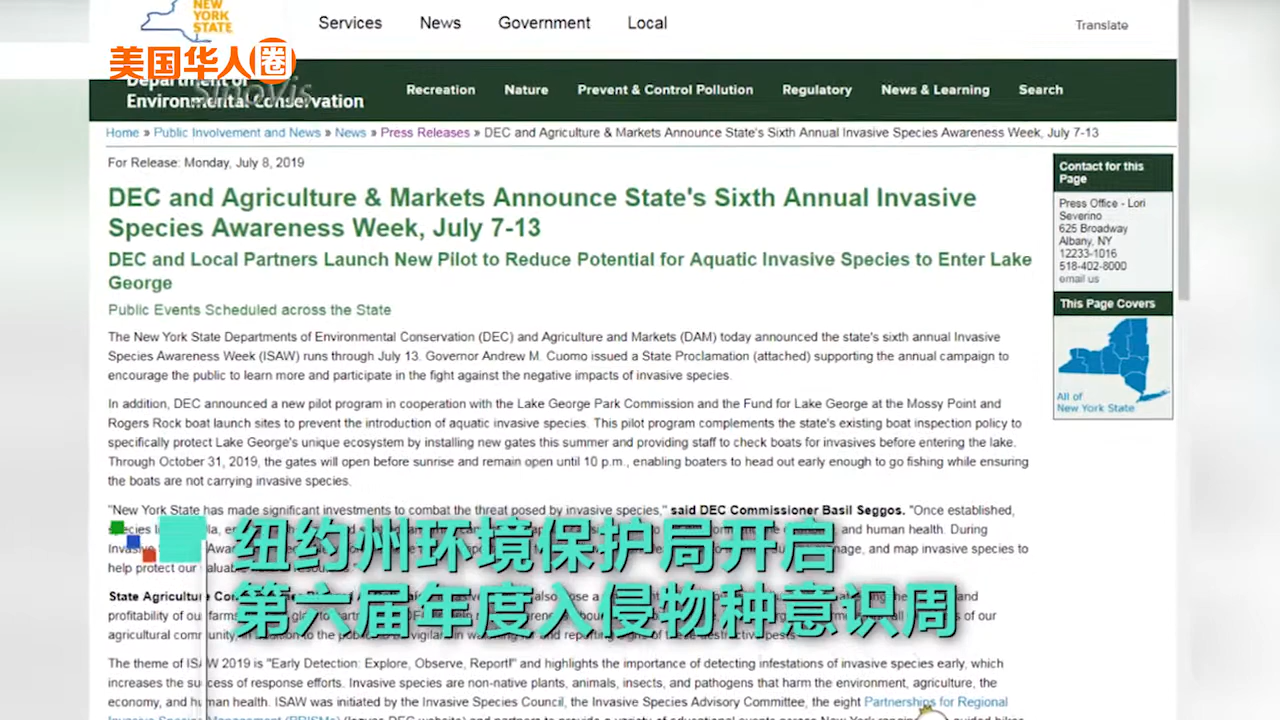 NEW
YORK
STATE
Services News Government Local
Translate
美国华人圈
Sinovis
Department of
Environmental Conservation
Recreation Nature Prevent & Control Pollution Regulatory News & Learning Search
Home » Public Involvement and News » News » Press Releases » DEC and Agriculture & Markets Announce State's Sixth Annual Invasive Species Awareness Week, July 7-13
For Release: Monday, July 8, 2019
DEC and Agriculture & Markets Announce State's Sixth Annual Invasive
Species Awareness Week, July 7-13
DEC and Local Partners Launch New Pilot to Reduce Potential for Aquatic Invasive Species to Enter Lake
George
Public Events Scheduled across the State
The New York State Departments of Environmental Conservation (DEC) and Agriculture and Markets (DAM) today announced the state's sixth annual Invasive
Species Awareness Week (ISAW) runs through July 13. Governor Andrew M. Cuomo issued a State Proclamation (attached) supporting the annual campaign to
encourage the public to learn more and participate in the fight against the negative impacts of invasive species.
In addition, DEC announced a new pilot program in cooperation with the Lake George Park Commission and the Fund for Lake George at the Mossy Point and
Rogers Rock boat launch sites to prevent the introduction of aquatic invasive species. This pilot program complements the state's existing boat inspection policy to
specifically protect Lake George's unique ecosystem by installing new gates this summer and providing staff to check boats for invasives before entering the lake.
Through October 31, 2019, the gates will open before sunrise and remain open until 10 p.m., enabling boaters to head out early enough to go fishing while ensuring
the boats are not carrying invasive species.
"New York State has made significant investments to combat the threat posed by invasive species," said DEC Commissioner Basil Seggos. "Once established,
and human health. During
and map invasive species to
help protect our
State Agriculture
profitability of our farms
of our
agricultural community,
The theme of ISAW 2019 is "Early Detection: Explore, Observe, Report!" and highlights the importance of detecting infestations of invasive species early, which
increases the success of response efforts. Invasive species are non-native plants, animals, insects, and pathogens that harm the environment, agriculture, the
economy, and human health. ISAW was initiated by the Invasive Species Council, the Invasive Species Advisory Committee, the eight Partnerships for Regional
Contact for this
Page
Press Office - Lori
Severino
625 Broadway
Albany, NY
12233-1016
518-402-8000
email us
This Page Covers
All of
New York State
纽约州环境保护局开启
第六届年度入侵物种意识周